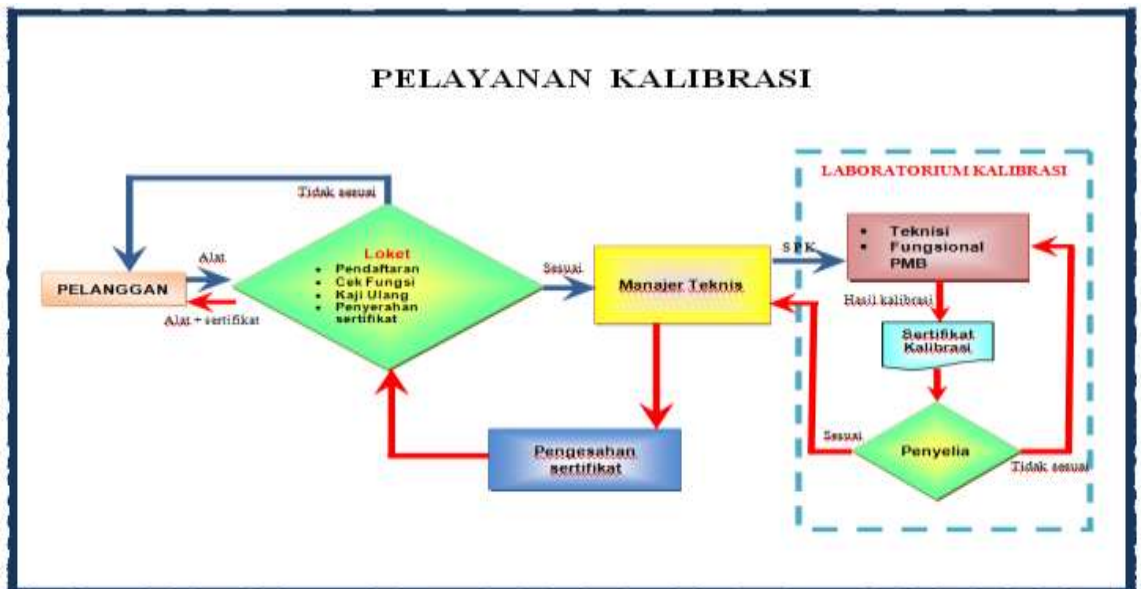 PELAYANAN KALIBRASI
LABORATORIUM KALIBRASI
Tidak sesuai
Loket
• Pendaftaran
• Cek Fungsi
• Kaji Ulang
• Penyerahan
sertifikat
Alat
PELANGGAN
Alat + sertifikat
Sesuai
Manajer Teknis
SPK
• Teknisi
• Fungsional
PMB
Hasil kalibrasi
Sertifikat
Kalibrasi
Sesuai
Penyelia
Tidak sesuai
Pengesahan
sertifikat